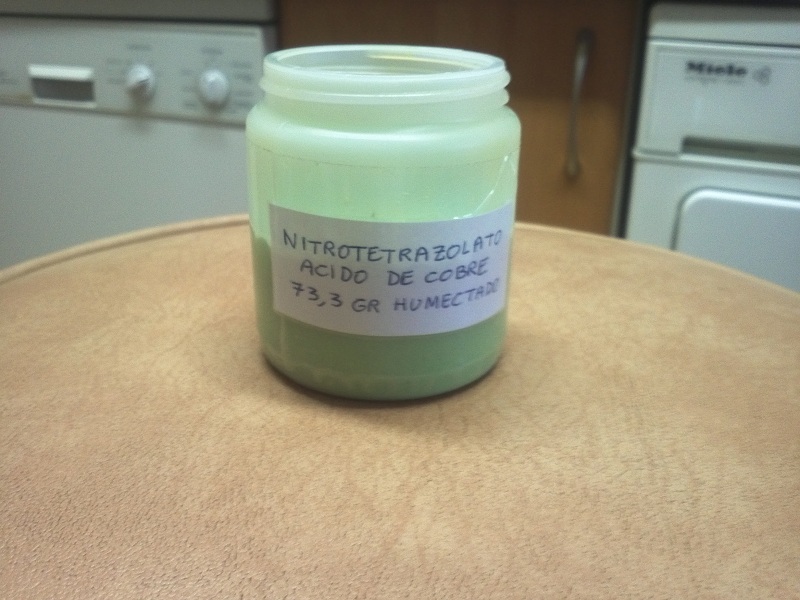 NITROTETRAZOLATO
ACIDO DE COBRE
73,3 GR HUMECTADO
Miele